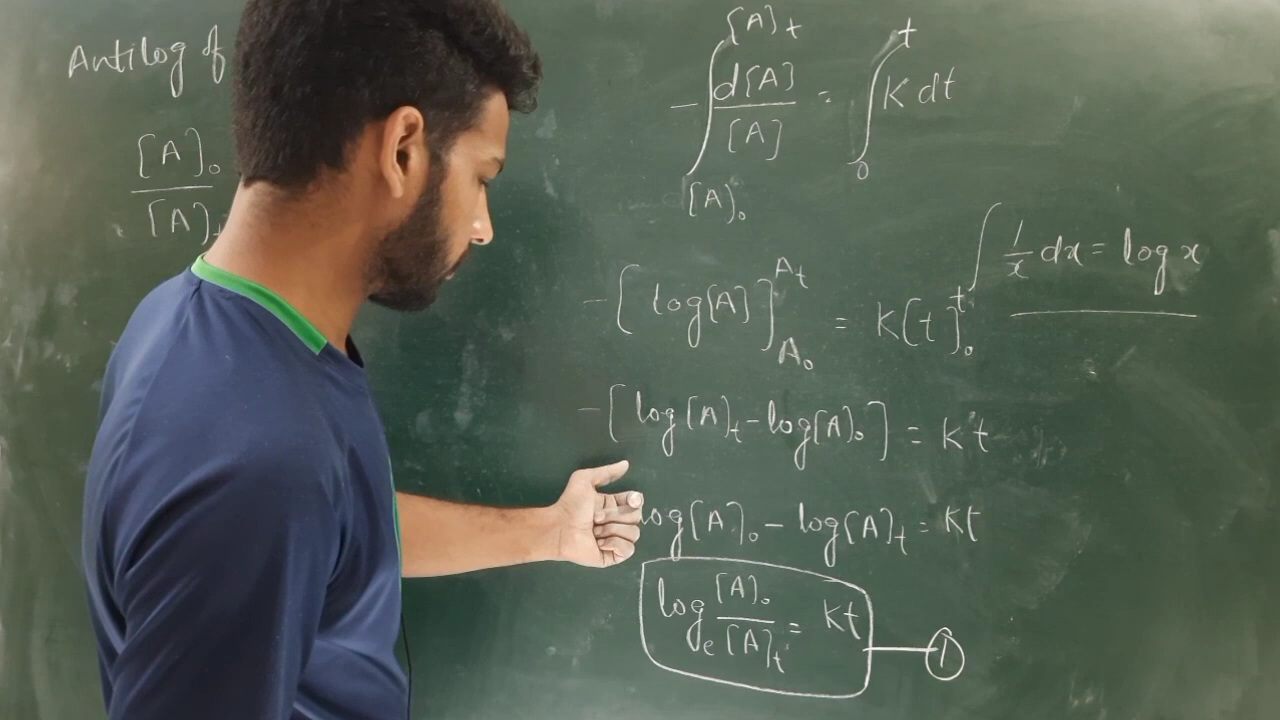 Antilog of
[A]₀
[A]ₜ
-∫ d[A]/[A] = ∫ K dt
[A]ₜ
[A]₀
t
0
∫ 1/x dx = log x
-[log[A]]
Aₜ
A₀
= K[t]
t
0
-[log[A]ₜ - log[A]₀] = Kt
log[A]₀ - log[A]ₜ = Kt
logₑ [A]₀/[A]ₜ = Kt
1